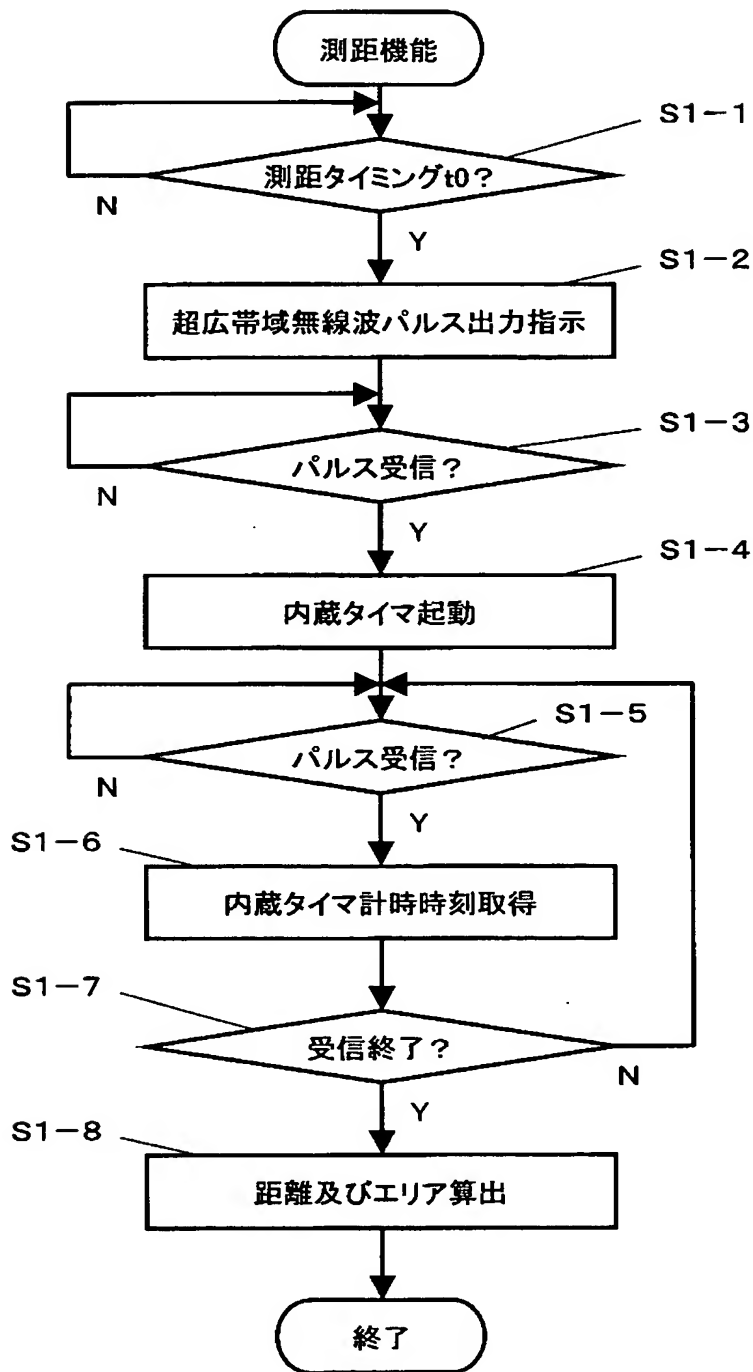 測距機能
S1-1
測距タイミングt0?
N
Y
S1-2
超広帯域無線波パルス出力指示
S1-3
パルス受信?
N
Y
S1-4
内蔵タイマ起動
S1-5
パルス受信?
N
Y
S1-6
内蔵タイマ計時時刻取得
S1-7
受信終了?
N
Y
S1-8
距離及びエリア算出
終了